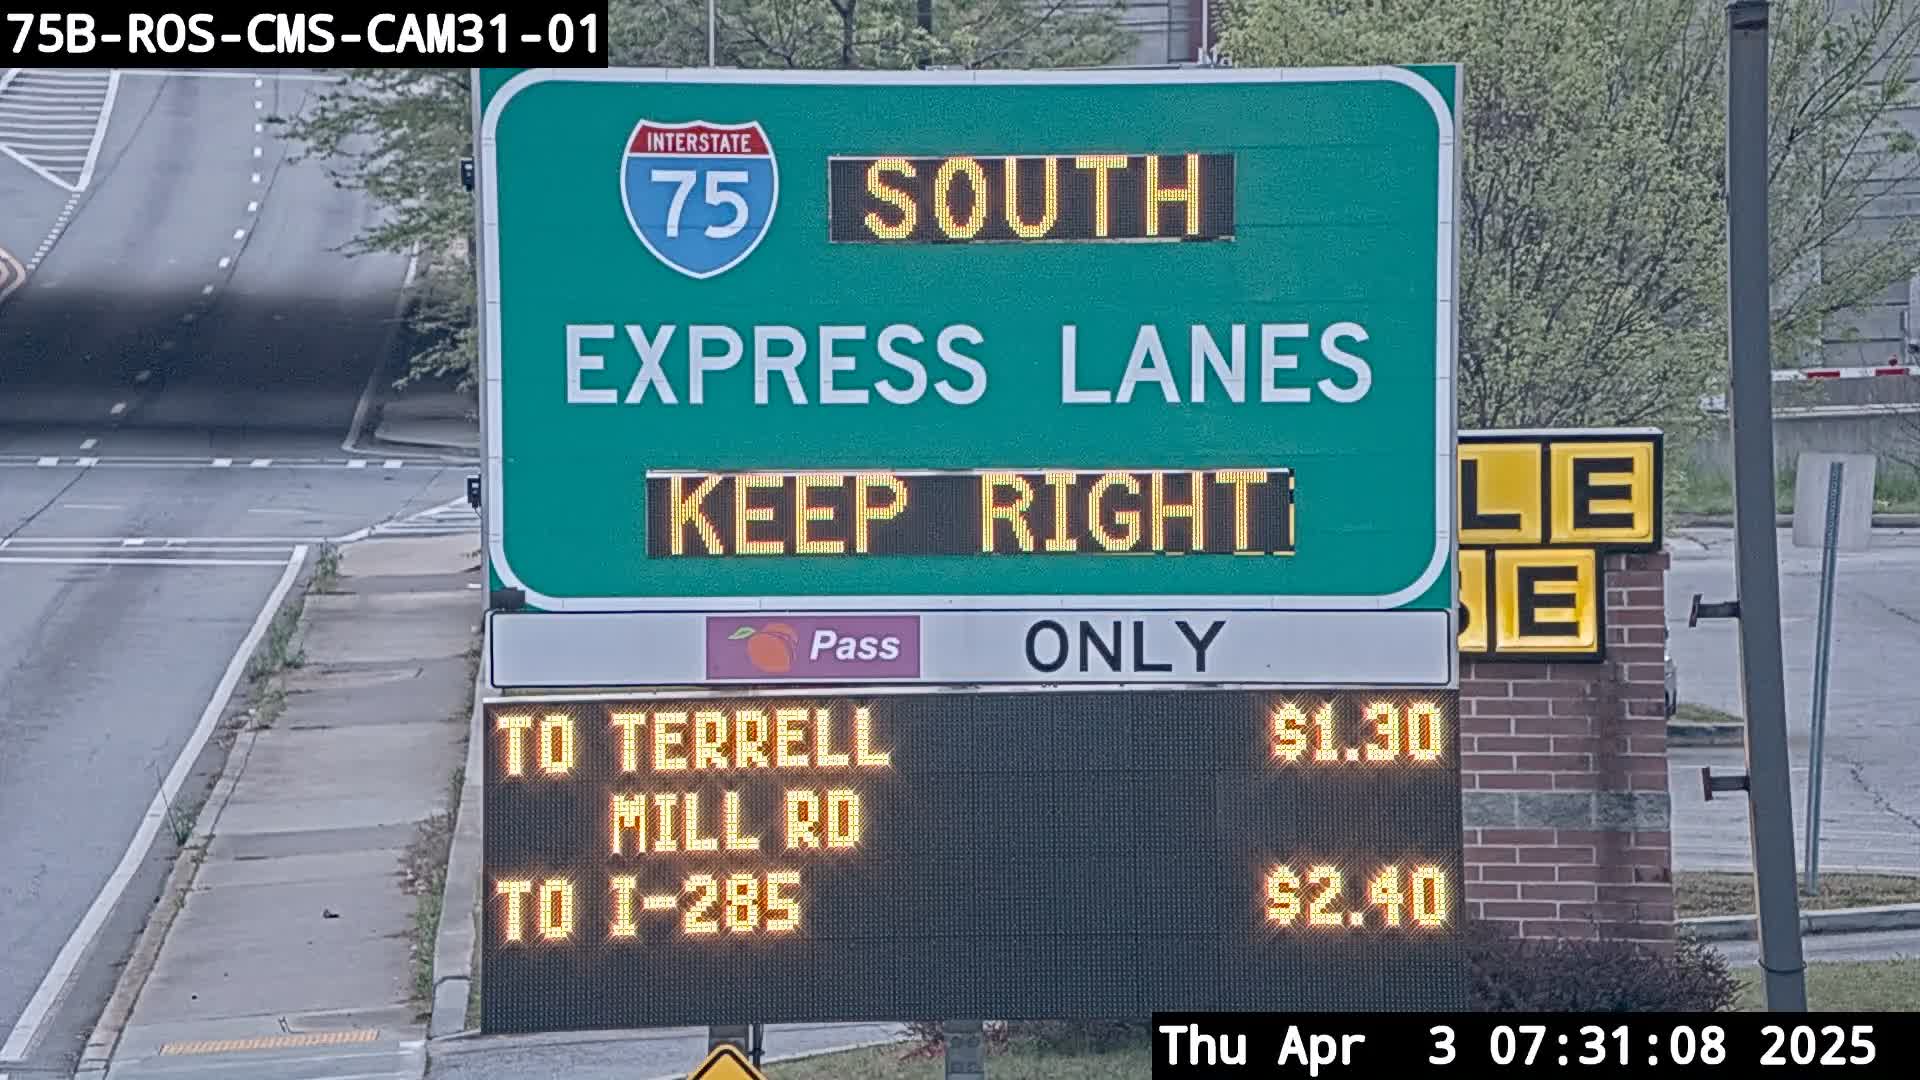 75B-ROS-CMS-CAM31-01
INTERSTATE
75
SOUTH
EXPRESS LANES
KEEP RIGHT
LE
E
Pass ONLY
TO TERRELL $1.30
MILL RD
TO I-285 $2.40
Thu Apr 3 07:31:08 2025